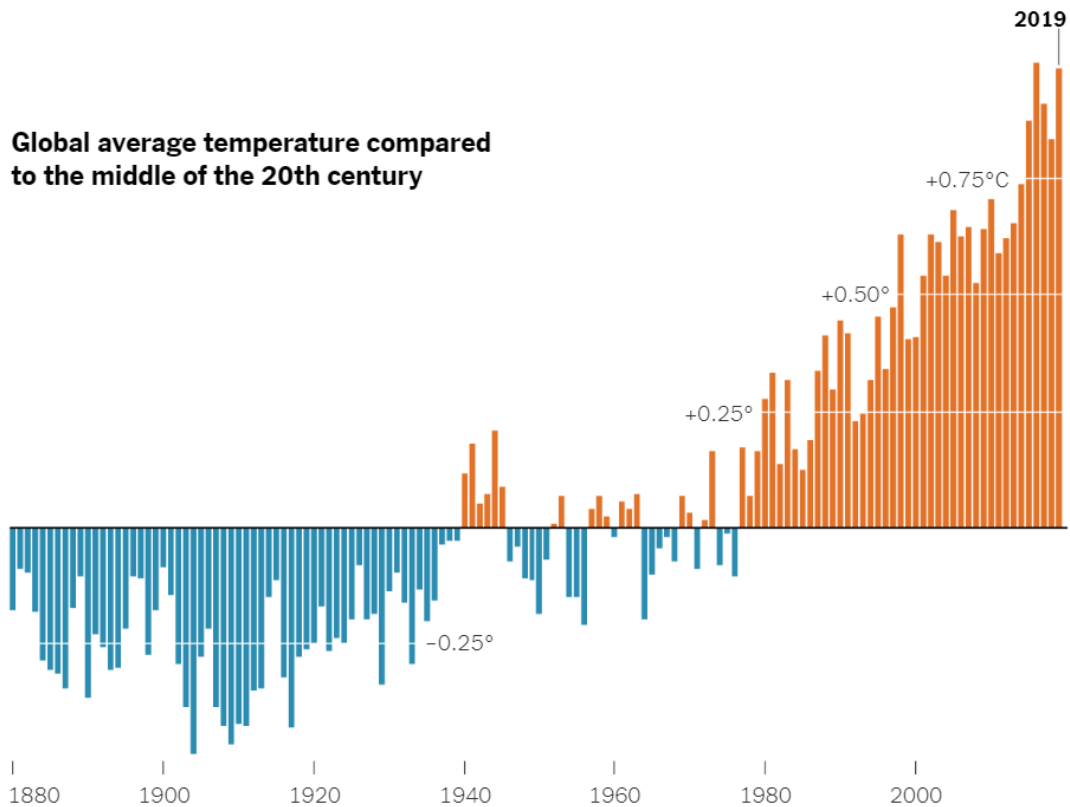 2019
Global average temperature compared
to the middle of the 20th century
+0.75°C
+0.50°
+0.25°
−0.25°
1880 1900 1920 1940 1960 1980 2000